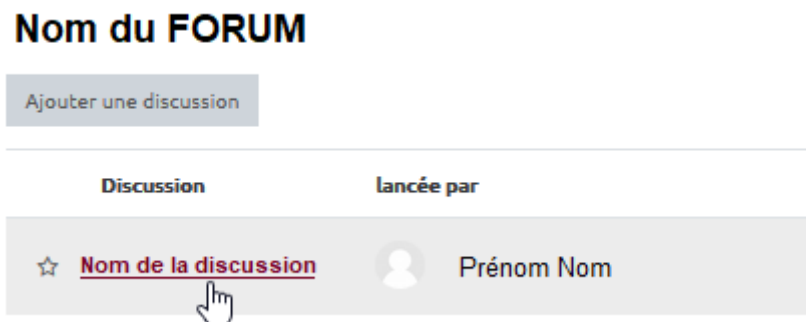 Nom du FORUM
Ajouter une discussion
Discussion lancée par
Nom de la discussion Prénom Nom